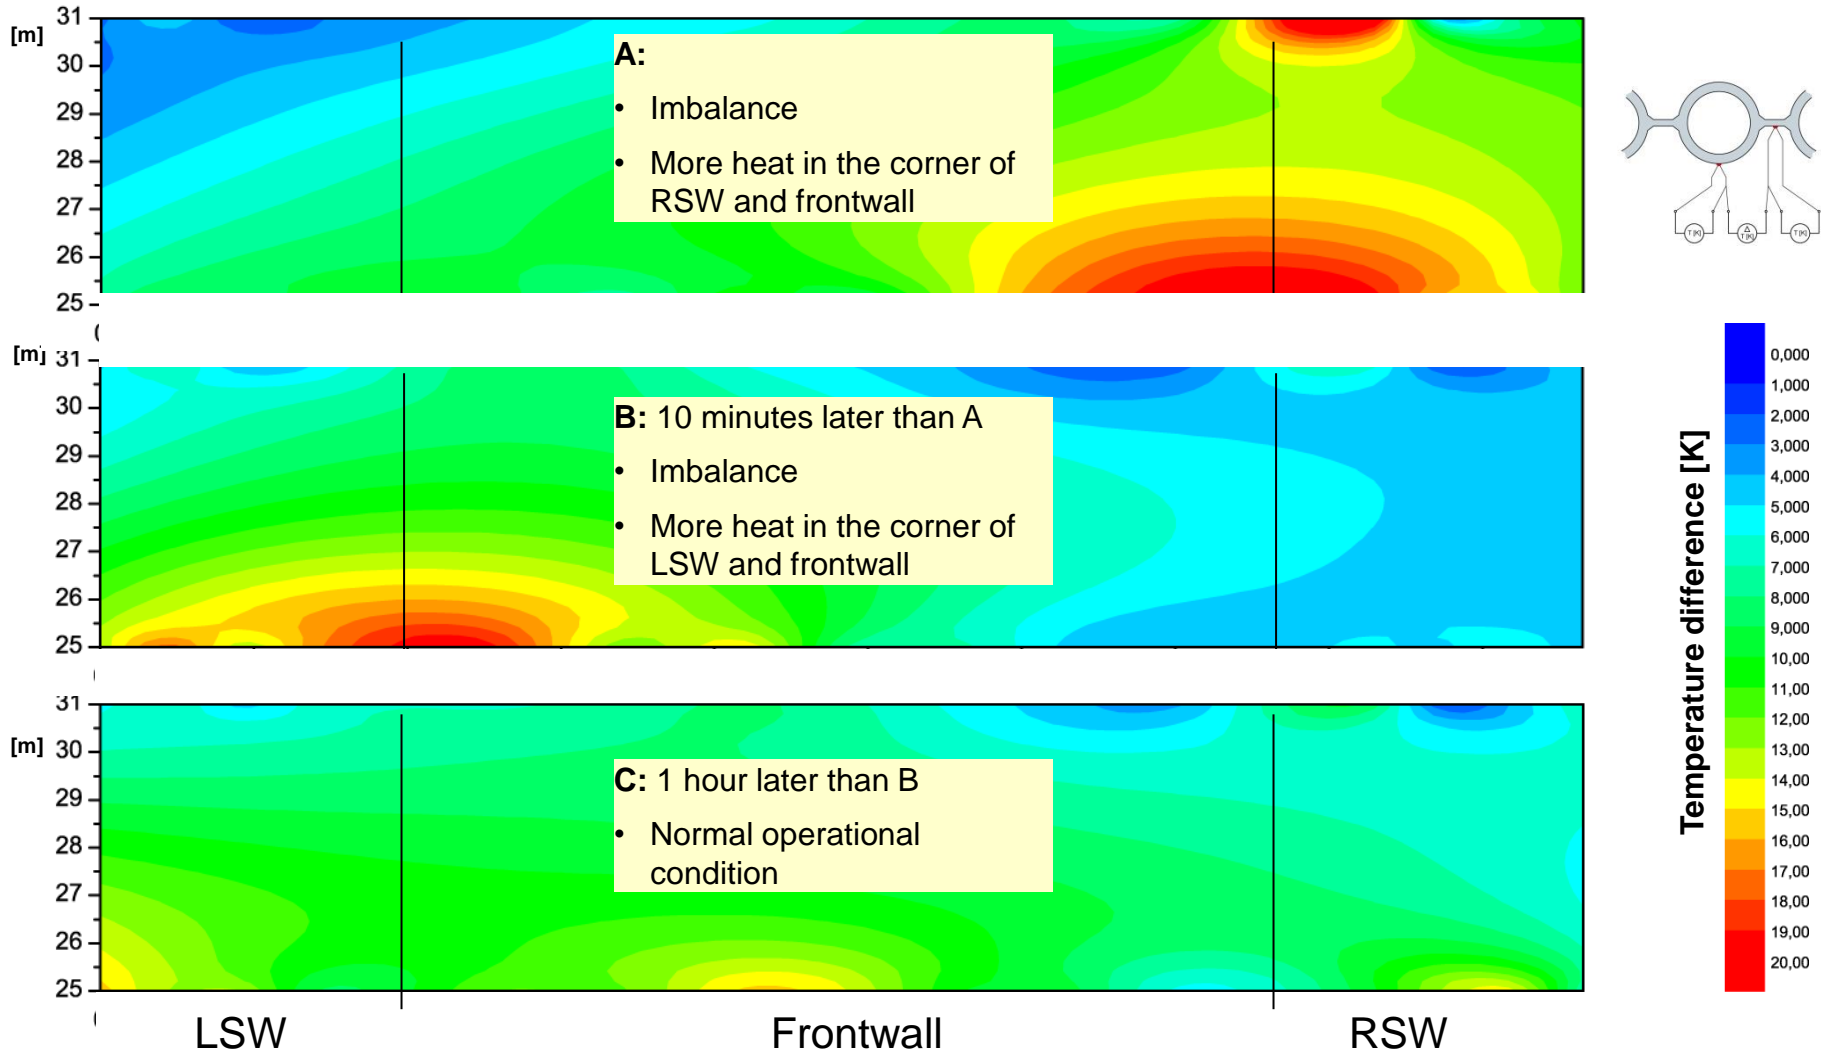 [m]
31
30
29
28
27
26
25
A:
• Imbalance
• More heat in the corner of
RSW and frontwall
T [K]
Δ
T [K]
T [K]
[m]
31
30
29
28
27
26
25
B: 10 minutes later than A
• Imbalance
• More heat in the corner of
LSW and frontwall
31
[m]
30
29
28
27
26
25
C: 1 hour later than B
• Normal operational
condition
LSW
Frontwall
RSW
Temperature difference [K]
0,000
1,000
2,000
3,000
4,000
5,000
6,000
7,000
8,000
9,000
10,00
11,00
12,00
13,00
14,00
15,00
16,00
17,00
18,00
19,00
20,00